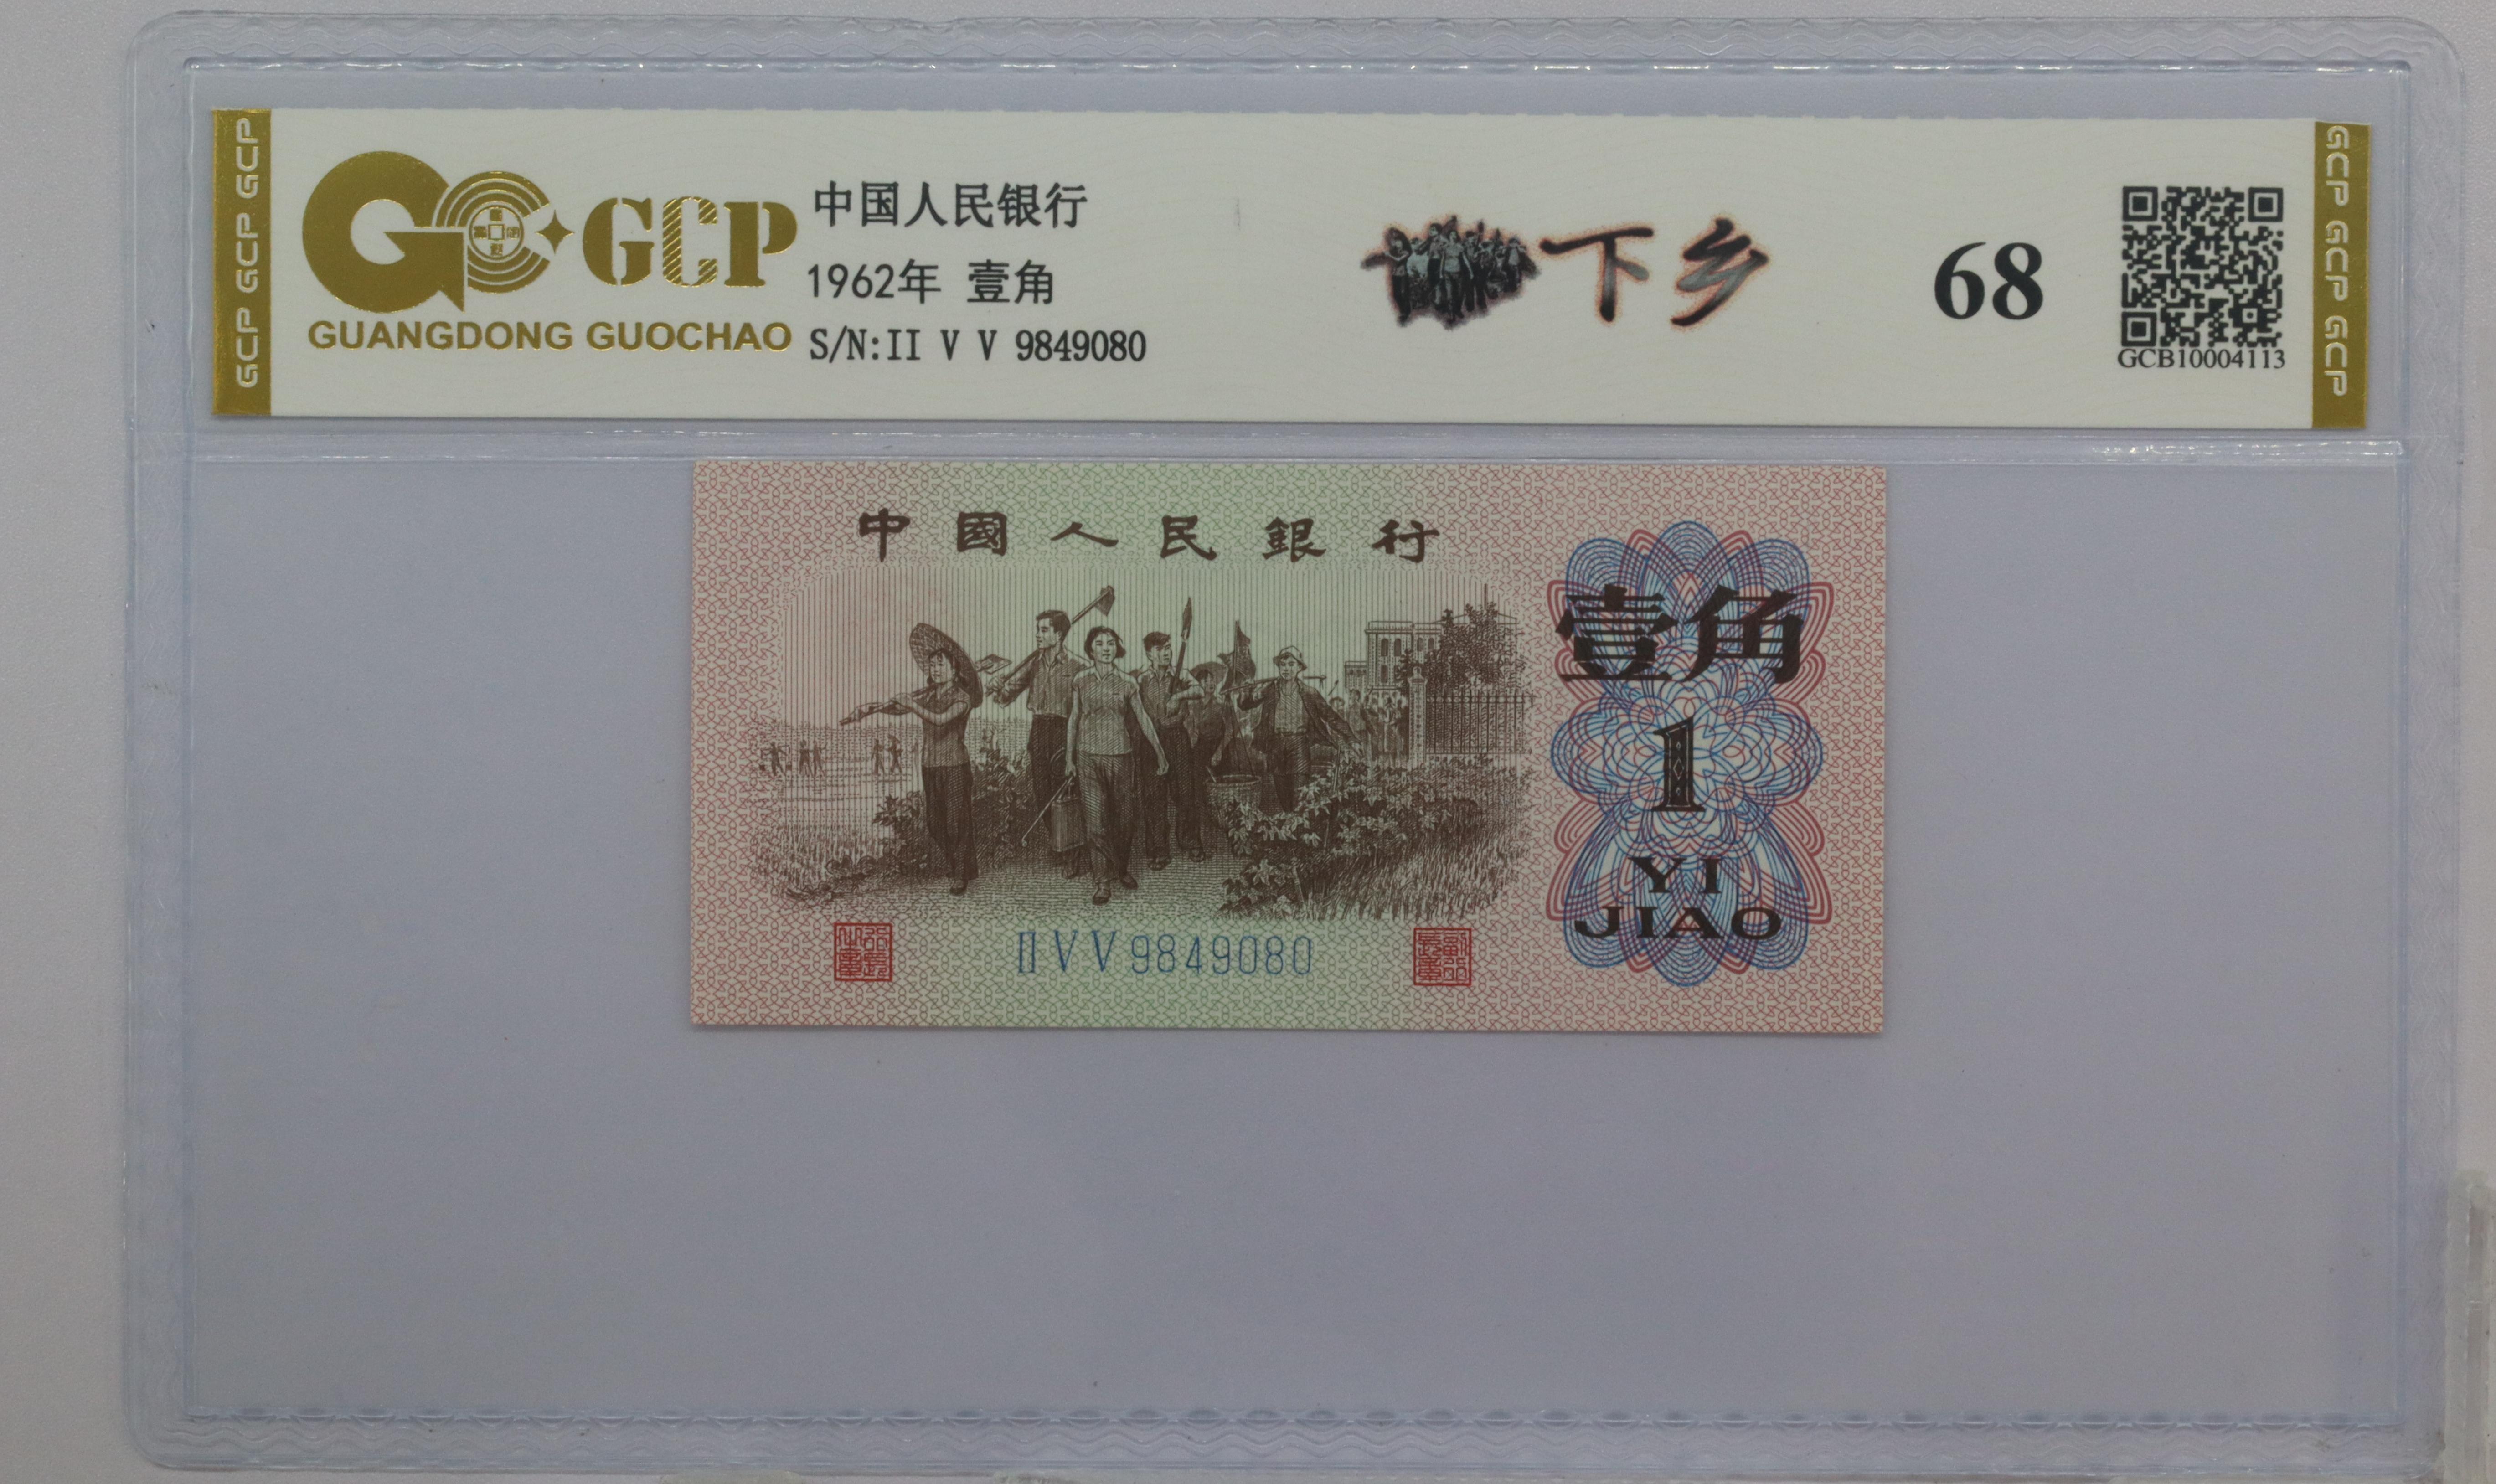 GCP GCP GCP
GCP
GUANGDONG GUOCHAO
中国人民银行
1962年 壹角
S/N:II V V 9849080
下乡
68
GCB10004113
GCP GCP GCP
中國人民銀行
壹角
1
YI
JIAO
II V V 9849080